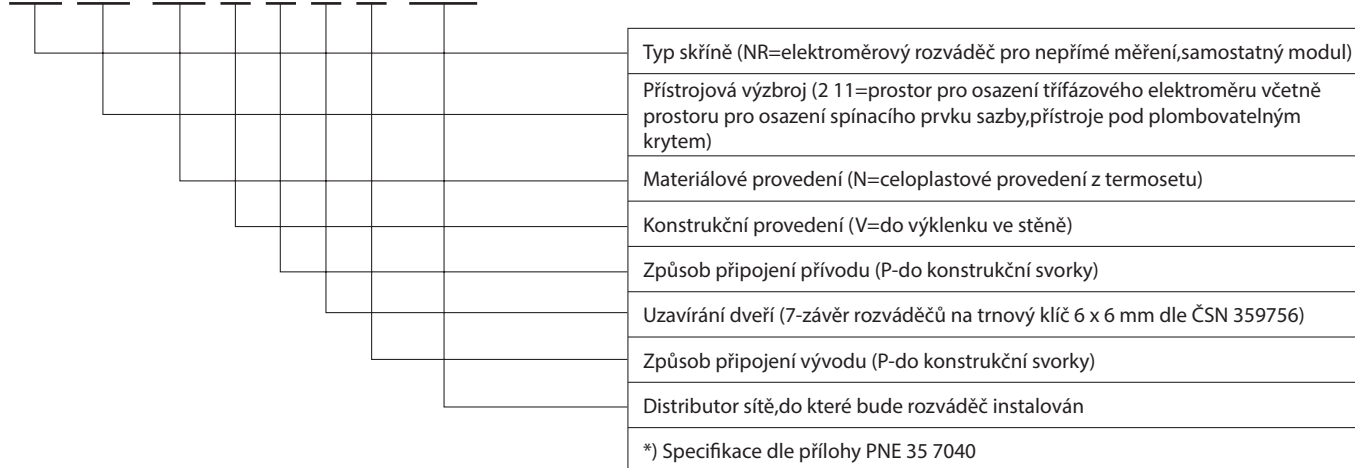 Typ skříně (NR=elektroměrový rozváděč pro nepřímé měření,samostatný modul)
Přístrojová výzbroj (2 11=prostor pro osazení třífázového elektroměru včetně
prostoru pro osazení spínacího prvku sazby,přístroje pod plombovatelným
krytem)
Materiálové provedení (N=celoplastové provedení z termosetu)
Konstrukční provedení (V=do výklenku ve stěně)
Způsob připojení přívodu (P-do konstrukční svorky)
Uzavírání dveří (7-závěr rozváděčů na trnový klíč 6 x 6 mm dle ČSN 359756)
Způsob připojení vývodu (P-do konstrukční svorky)
Distributor sítě,do které bude rozváděč instalován
*) Specifikace dle přílohy PNE 35 7040